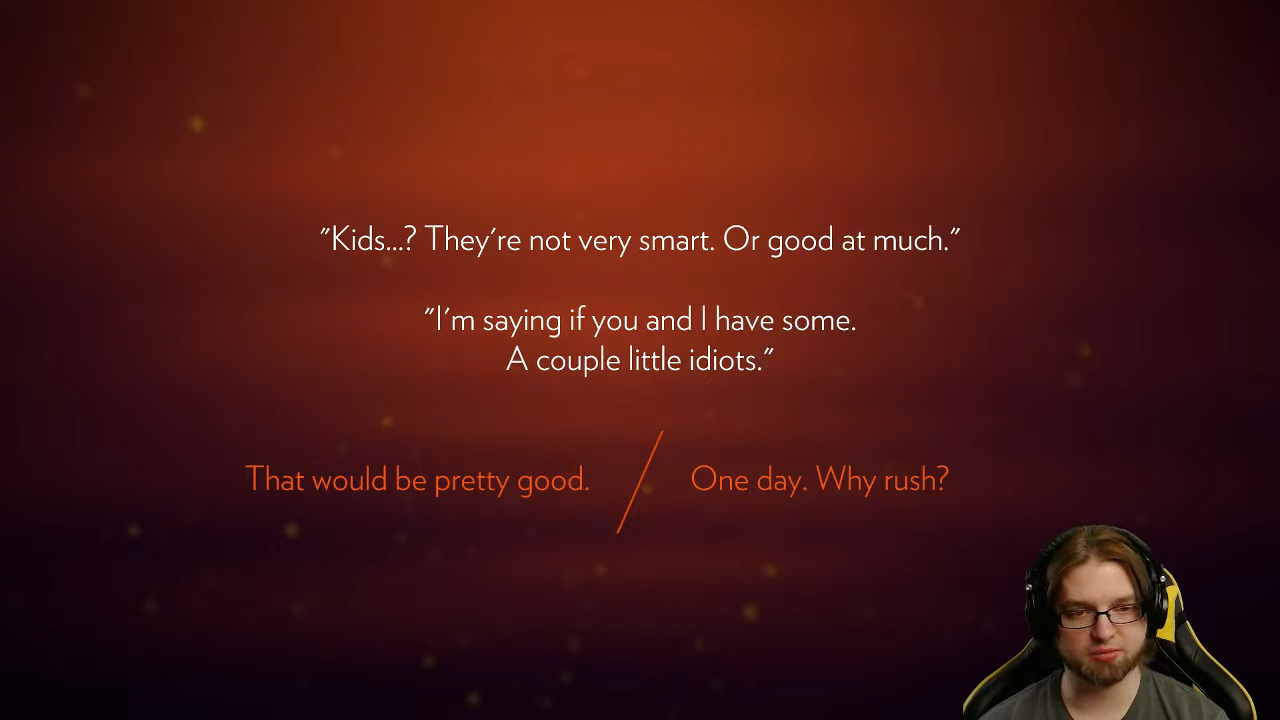 "Kids...? They're not very smart. Or good at much."
"I'm saying if you and I have some.
A couple little idiots."
That would be pretty good. / One day. Why rush?